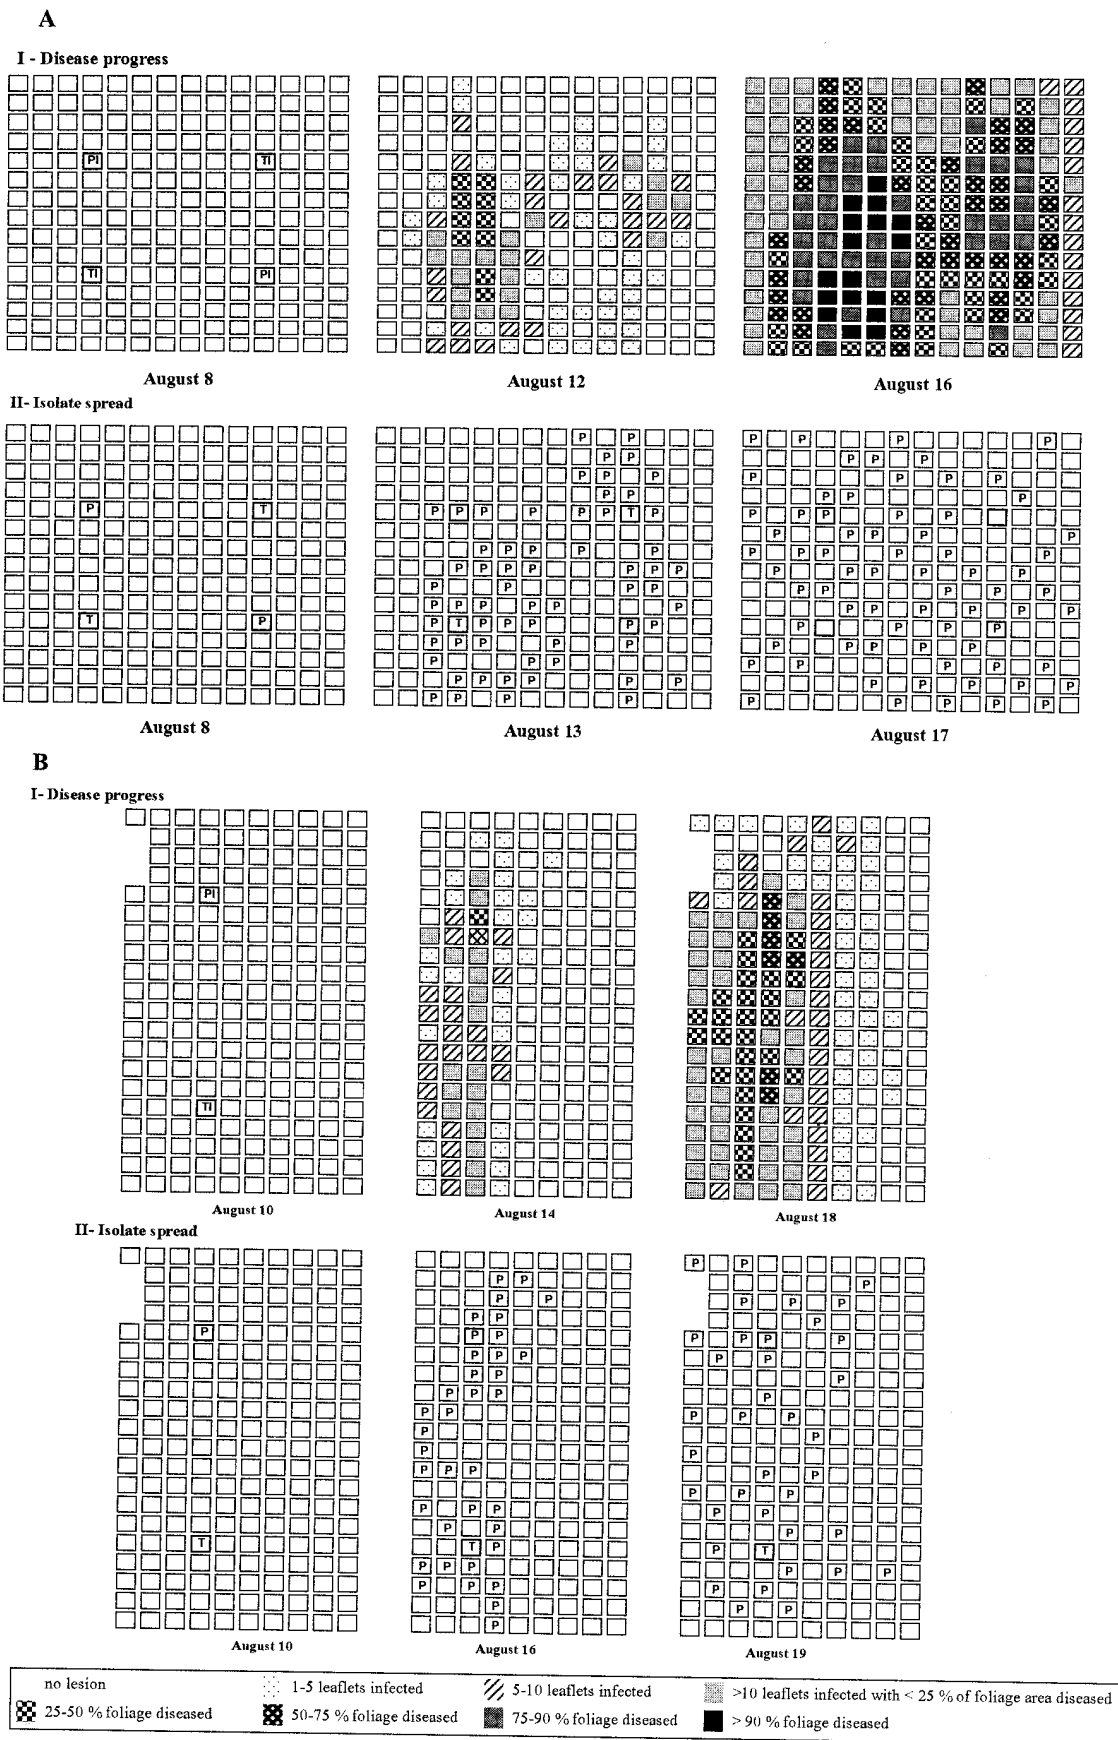 A
I - Disease progress
PI TI
TI PI
August 8
August 12
August 16
II- Isolate spread
P T
T P
August 8
P P
P P
P P P
P P
P P P P P P T P
P P P P P
P P P P P P P
P P P P
P P P P P P
P T P P P P P
P P P P P
P P P
P P P P P P
P P P P
August 13
P P P P
P P P
P P P P
P P P
P P P P P
P P P P P
P P P P P P
P P P P P P
P P P P P
P P P P P P
P P P P
P P P P P
P P P P P
P P P P P
P P P P P
August 17
B
I- Disease progress
PI
TI
August 10
August 14
August 18
II- Isolate spread
P
T
August 10
P P
P P
P P
P P
P P P
P P
P P P
P P
P
P
P P P
P P P
P P
T P
P P P
P P P
P
P
August 16
P P
P
P P P
P
P P P P
P P
P
P
P P P
P
P
P P
P P P
P P
P P
P T
P P P
P P
P P
August 19
no lesion 1-5 leaflets infected 5-10 leaflets infected >10 leaflets infected with < 25 % of foliage area diseased
25-50 % foliage diseased 50-75 % foliage diseased 75-90 % foliage diseased > 90 % foliage diseased